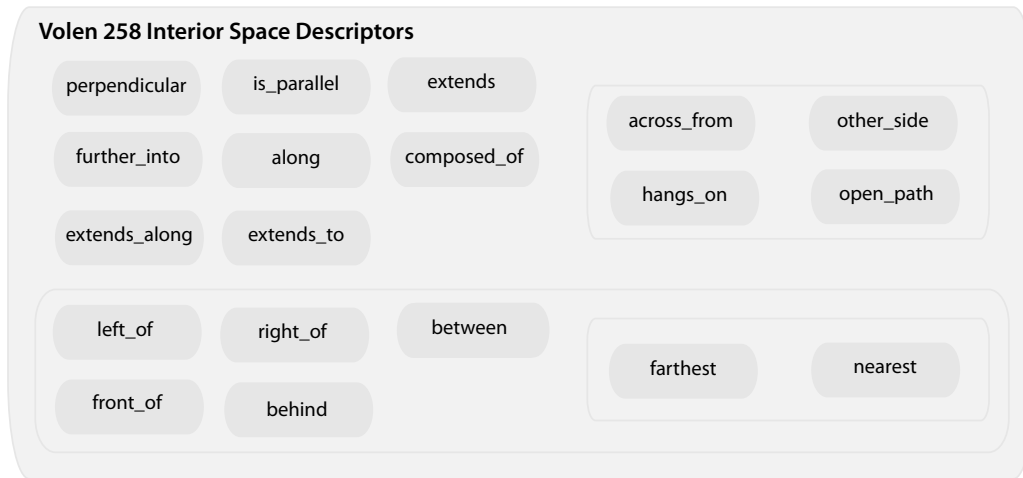 Volen 258 Interior Space Descriptors
perpendicular
is_parallel
extends
across_from
other_side
further_into
along
composed_of
hangs_on
open_path
extends_along
extends_to
left_of
right_of
between
farthest
nearest
front_of
behind